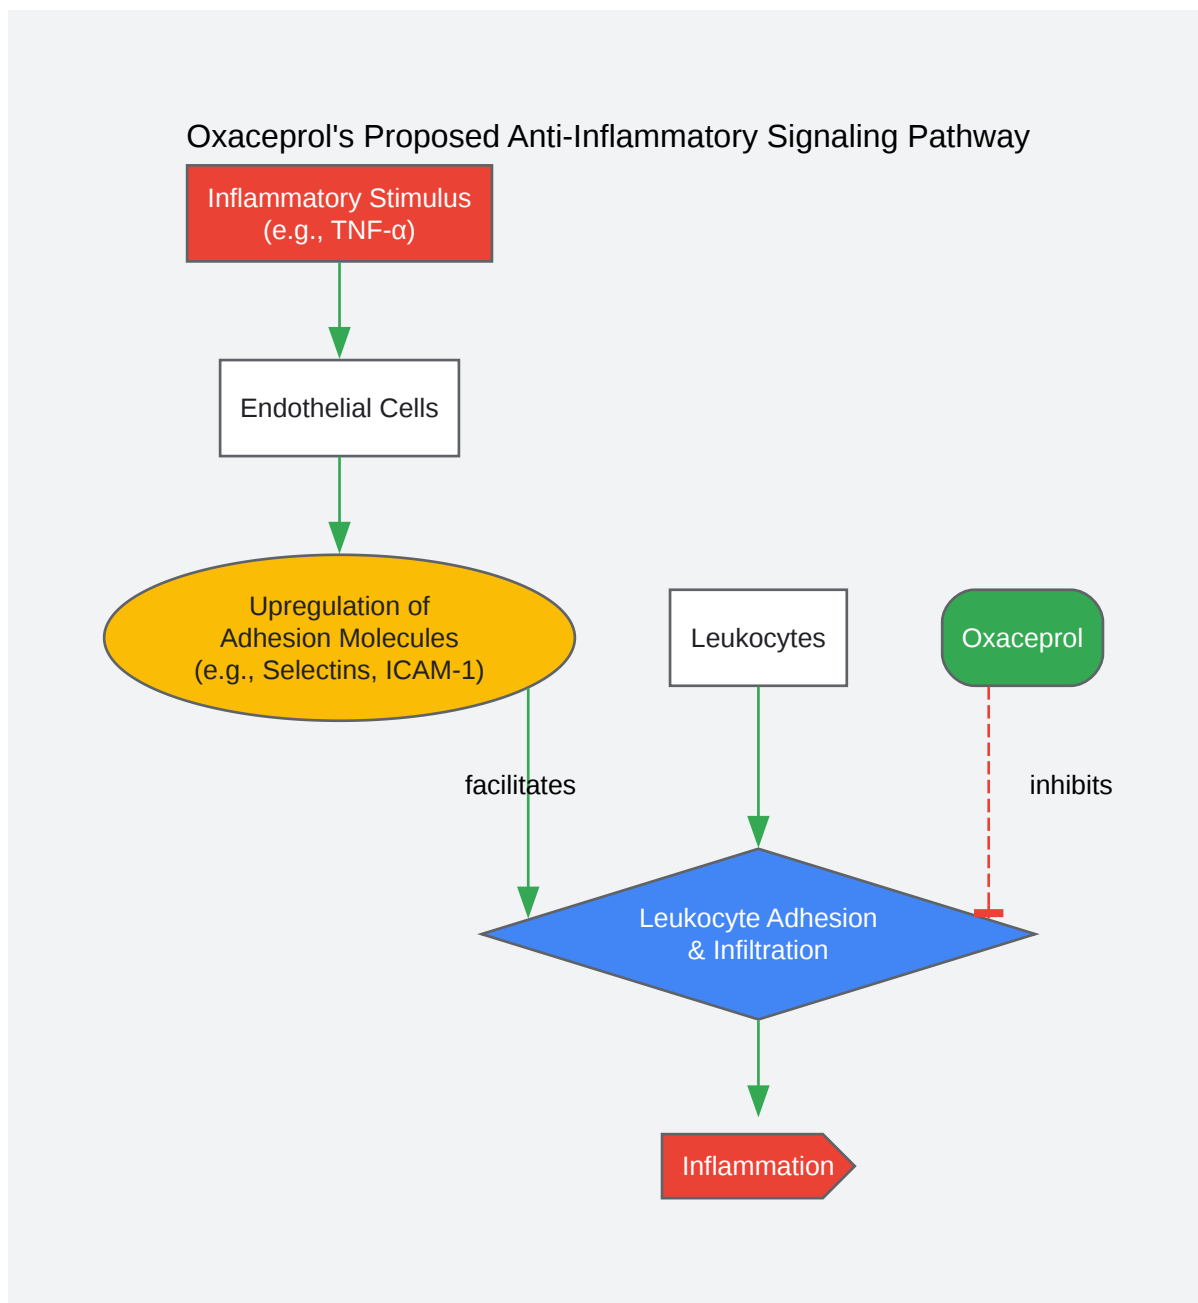 Oxaceprol's Proposed Anti-Inflammatory Signaling Pathway
Inflammatory Stimulus
(e.g., TNF-α)
Endothelial Cells
Upregulation of
Adhesion Molecules
(e.g., Selectins, ICAM-1)
Leukocytes
Oxaceprol
facilitates
inhibits
Leukocyte Adhesion
& Infiltration
Inflammation